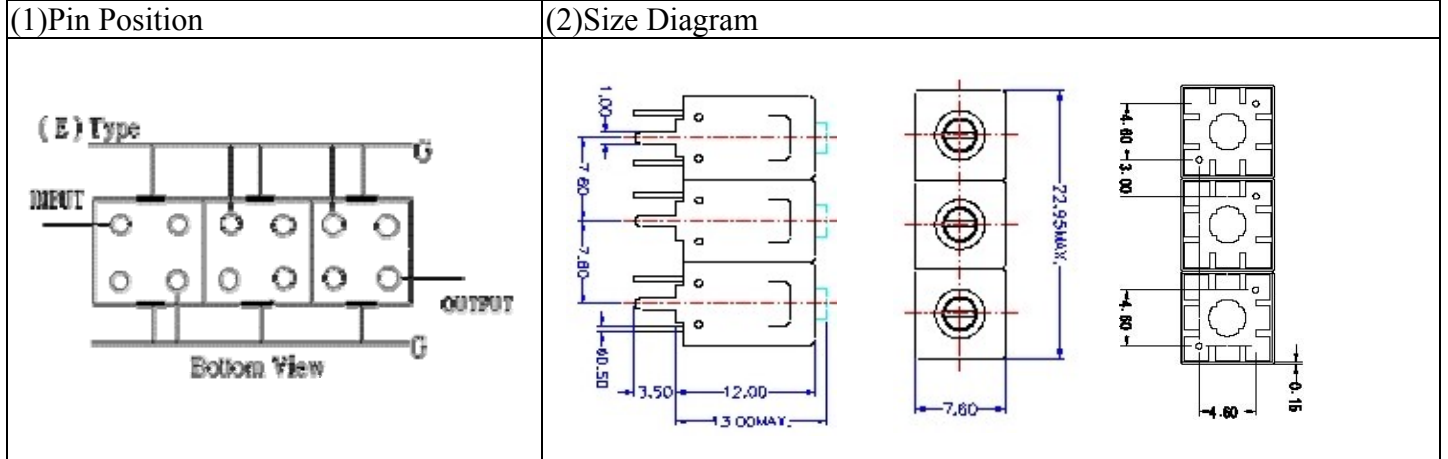 (1)Pin Position
(2)Size Diagram
(E) Type
G
INPUT
OUTPUT
G
Bottom View
1.00
7.60
7.60
Φ0.50
3.50
12.00
13.00MAX.
22.95MAX.
7.60
4.60
3.00
4.60
4.60
0.15